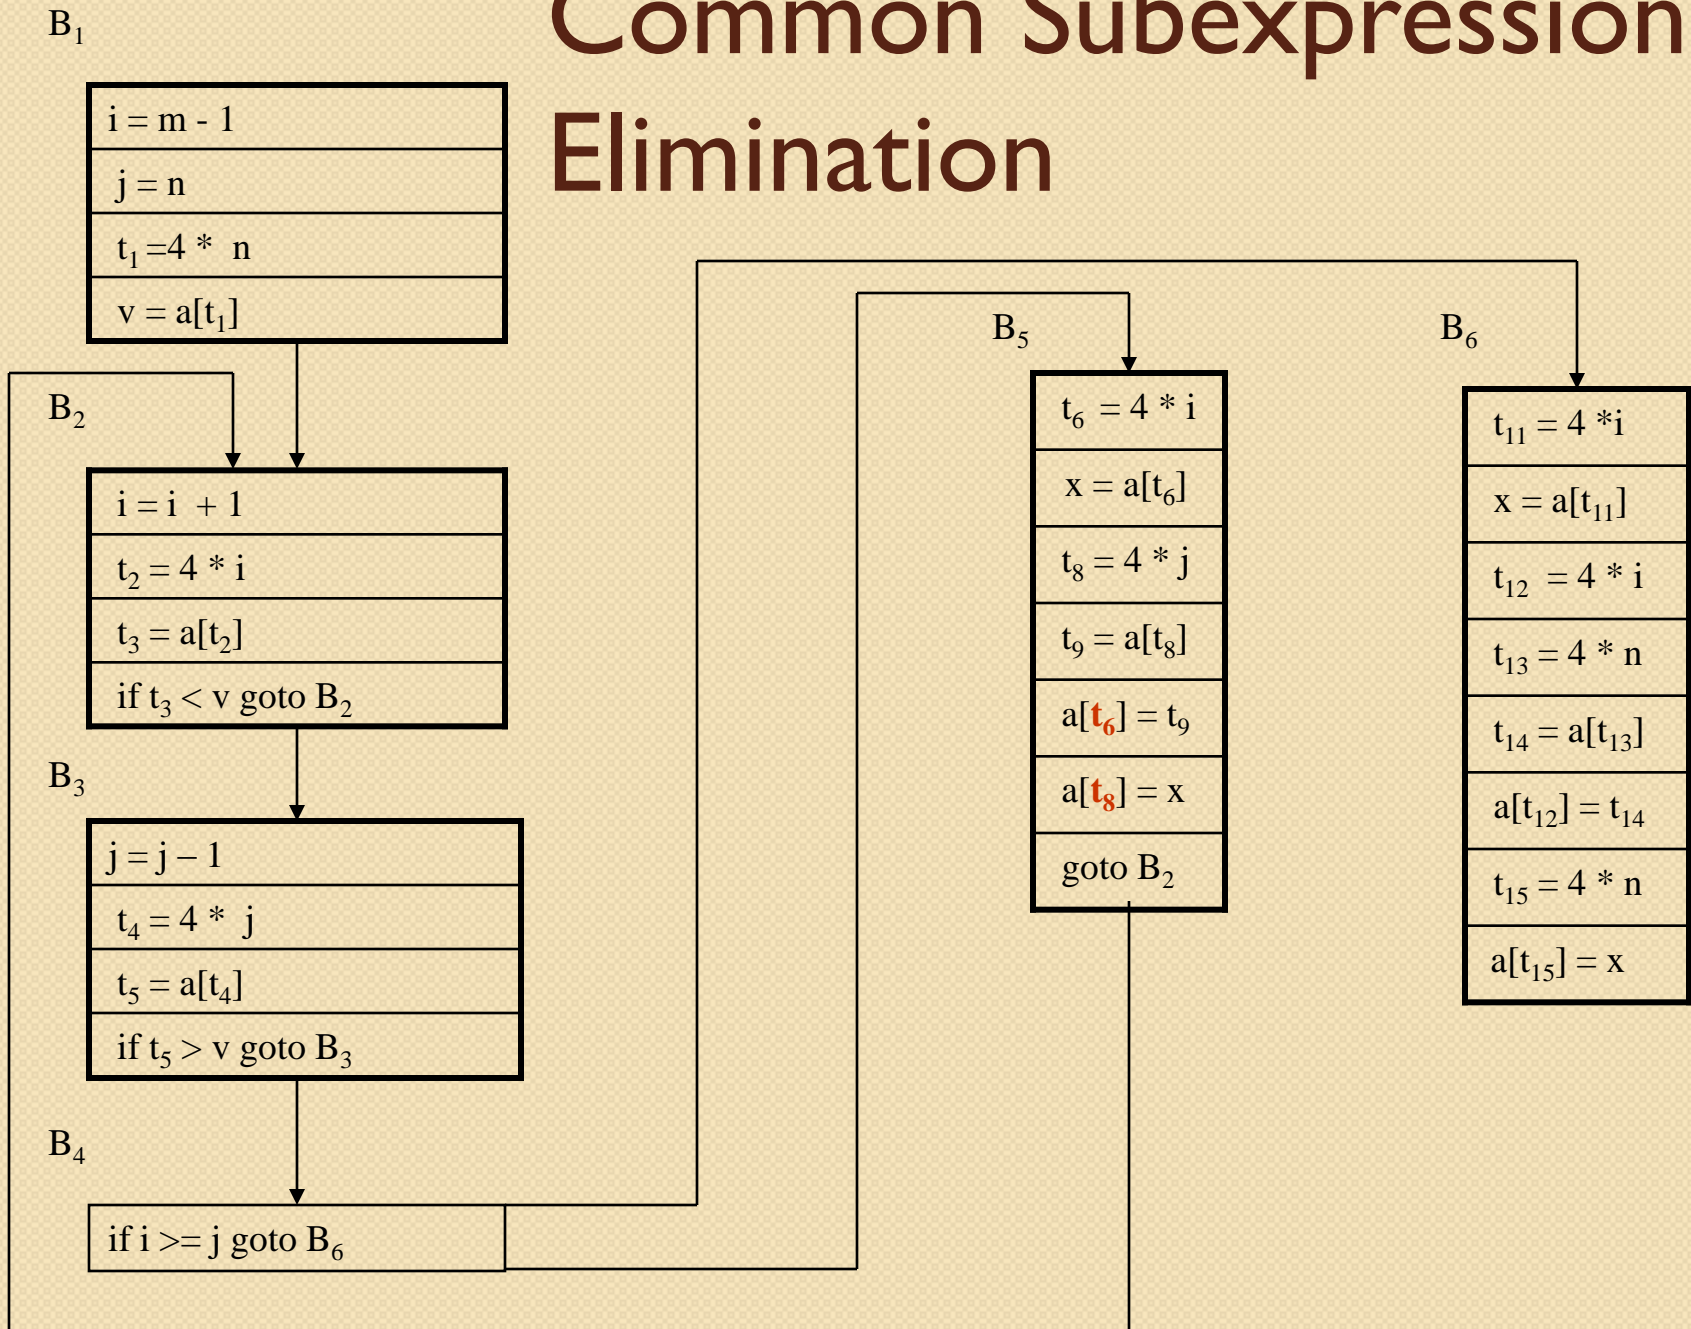 Common Subexpression
Elimination
B₁
i = m - 1
j = n
t₁ =4 * n
v = a[t₁]
B₂
i = i + 1
t₂ = 4 * i
t₃ = a[t₂]
if t₃ < v goto B₂
B₃
j = j – 1
t₄ = 4 * j
t₅ = a[t₄]
if t₅ > v goto B₃
B₄
if i >= j goto B₆
B₅
t₆ = 4 * i
x = a[t₆]
t₈ = 4 * j
t₉ = a[t₈]
a[t₆] = t₉
a[t₈] = x
goto B₂
B₆
t₁₁ = 4 *i
x = a[t₁₁]
t₁₂ = 4 * i
t₁₃ = 4 * n
t₁₄ = a[t₁₃]
a[t₁₂] = t₁₄
t₁₅ = 4 * n
a[t₁₅] = x